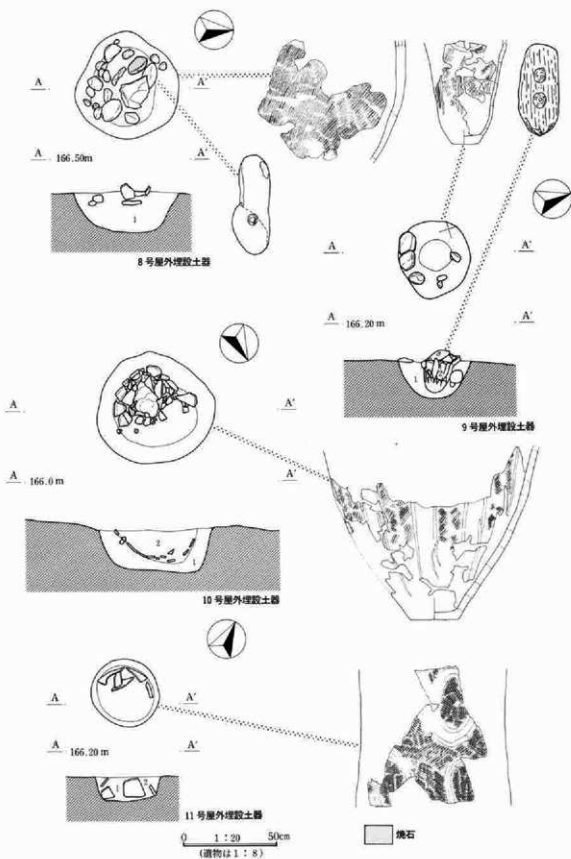 A A'
A 166.50m A'
1
8号屋外埋設土器
A A'
A 166.20m A'
1
9号屋外埋設土器
A A'
A 166.0m A'
2
1
10号屋外埋設土器
A A'
A 166.20m A'
1 2
11号屋外埋設土器
0 1:20 50cm
(遺物は1:8)
焼石